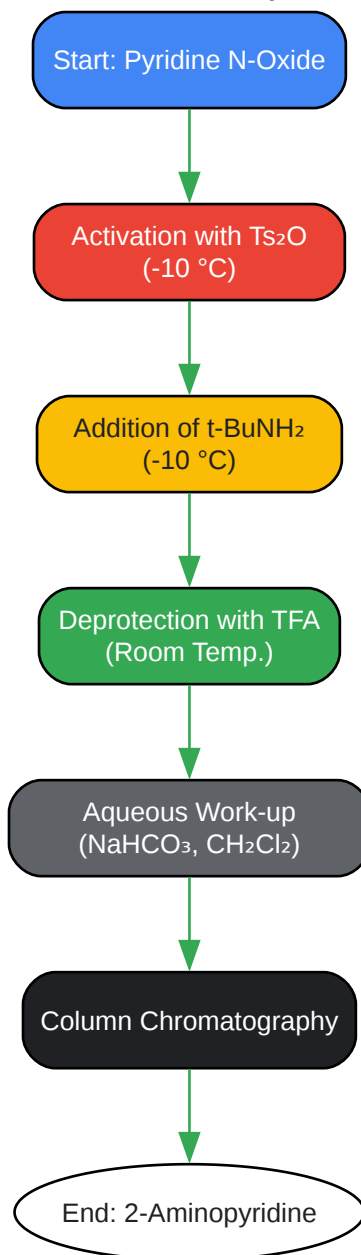 Start: Pyridine N-Oxide
Activation with Ts₂O
(-10 °C)
Addition of t-BuNH₂
(-10 °C)
Deprotection with TFA
(Room Temp.)
Aqueous Work-up
(NaHCO₃, CH₂Cl₂)
Column Chromatography
End: 2-Aminopyridine